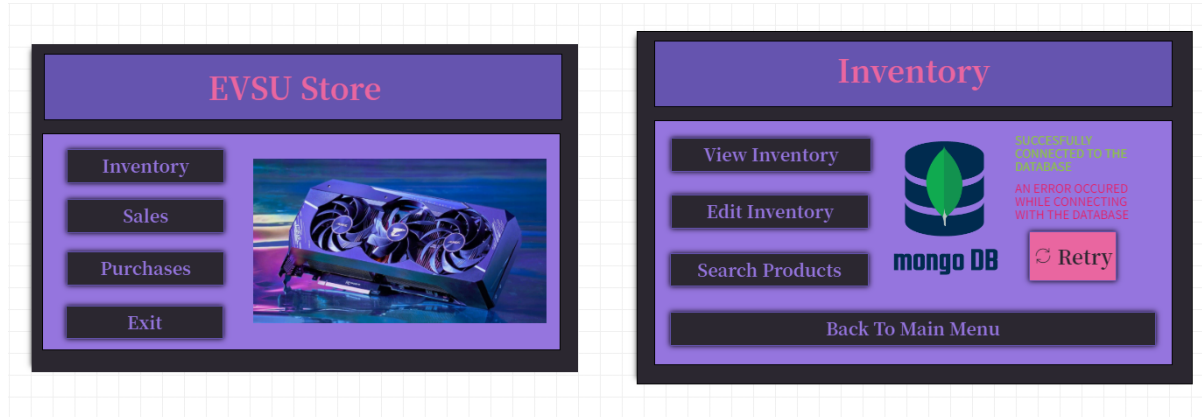 EVSU Store
Inventory
Sales
Purchases
Exit
Inventory
View Inventory
Edit Inventory
Search Products
mongo DB
SUCCESFULLY
CONNECTED TO THE
DATABASE
AN ERROR OCCURED
WHILE CONNECTING
WITH THE DATABASE
Retry
Back To Main Menu